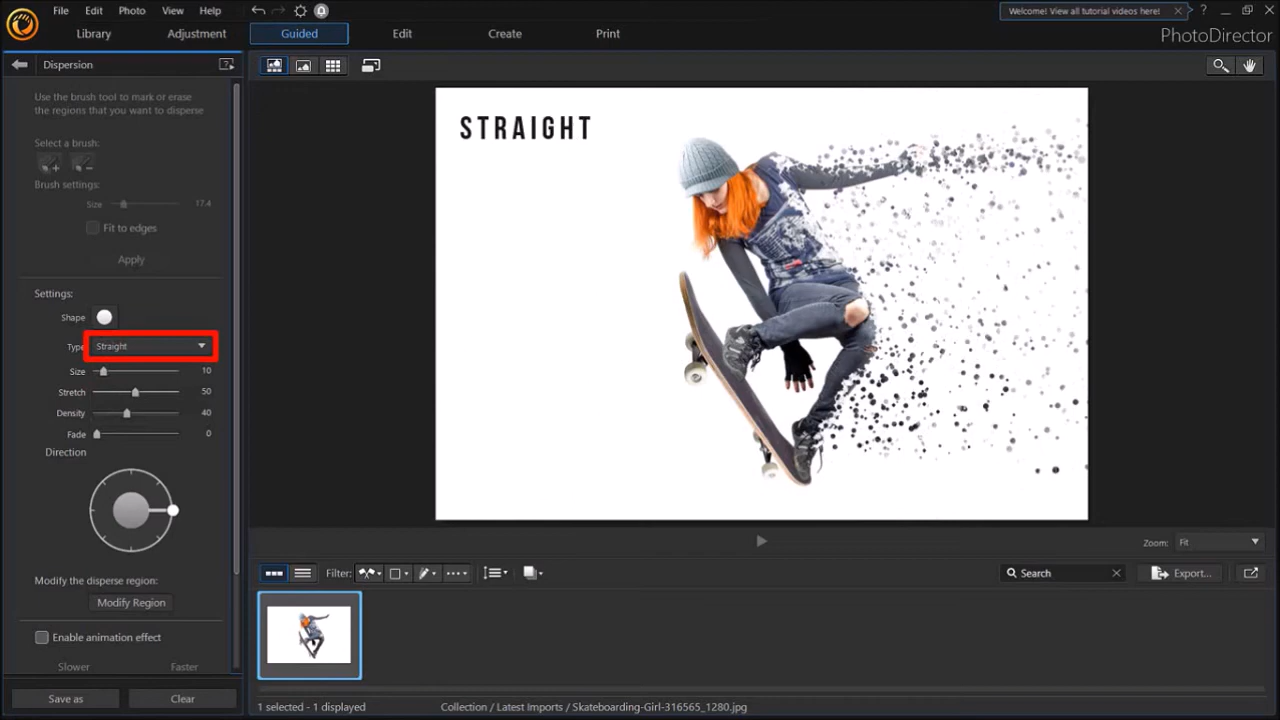 File Edit Photo View Help
Welcome! View all tutorial videos here!
? 
PhotoDirector
Library Adjustment Guided Edit Create Print
Dispersion
Use the brush tool to mark or erase
the regions that you want to disperse
Select a brush:
Brush settings:
Size 17.4
Fit to edges
Apply
Settings:
Shape
Type Straight
Size 10
Stretch 50
Density 40
Fade 0
Direction
Modify the disperse region:
Modify Region
Enable animation effect
Slower Faster
Save as Clear
STRAIGHT
Zoom: Fit
Filter:
Search
Export...
1 selected - 1 displayed
Collection / Latest Imports / Skateboarding-Girl-316565_1280.jpg